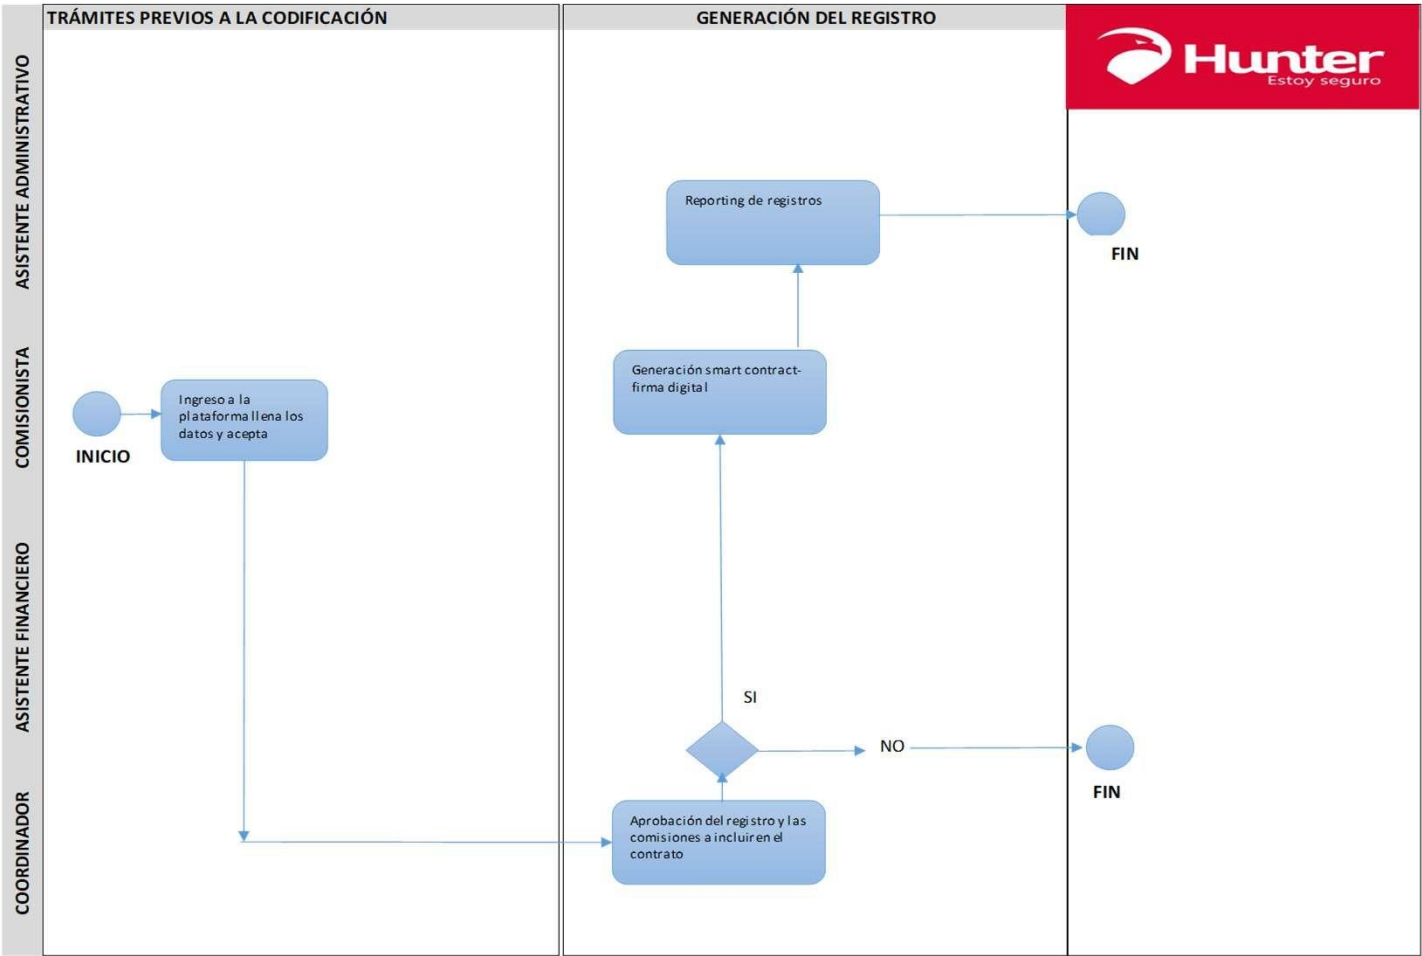 TRÁMITES PREVIOS A LA CODIFICACIÓN
GENERACIÓN DEL REGISTRO
Hunter
Estoy seguro
ASISTENTE ADMINISTRATIVO
Reporting de registros
FIN
COMISIONISTA
Generación smart contract-
firma digital
Ingreso a la
plataforma llena los
datos y acepta
INICIO
ASISTENTE FINANCIERO
SI
NO
FIN
COORDINADOR
Aprobación del registro y las
comisiones a incluir en el
contrato